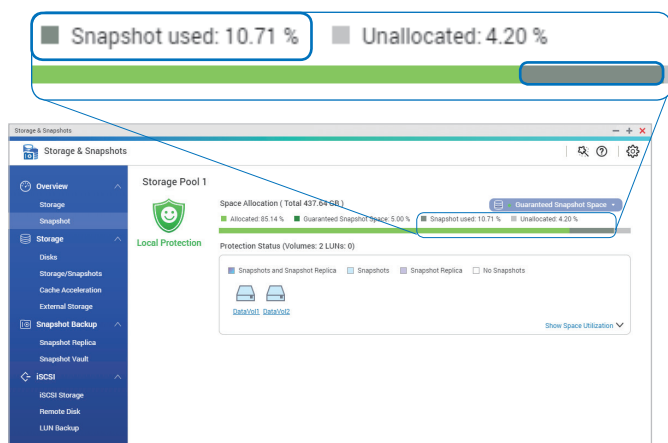 Snapshot used: 10.71 % Unallocated: 4.20 %
Storage & Snapshots
Storage & Snapshots
Overview
Storage
Snapshot
Storage
Disks
Storage/Snapshots
Cache Acceleration
External Storage
Snapshot Backup
Snapshot Replica
Snapshot Vault
iSCSI
iSCSI Storage
Remote Disk
LUN Backup
Storage Pool 1
Local Protection
Space Allocation ( Total 437.64 GB )
Guaranteed Snapshot Space
Allocated: 85.14 % Guaranteed Snapshot Space: 5.00 % Snapshot used: 10.71 % Unallocated: 4.20 %
Protection Status (Volumes: 2 LUNs: 0)
Snapshots and Snapshot Replica Snapshots Snapshot Replica No Snapshots
DataVol1 DataVol2
Show Space Utilization